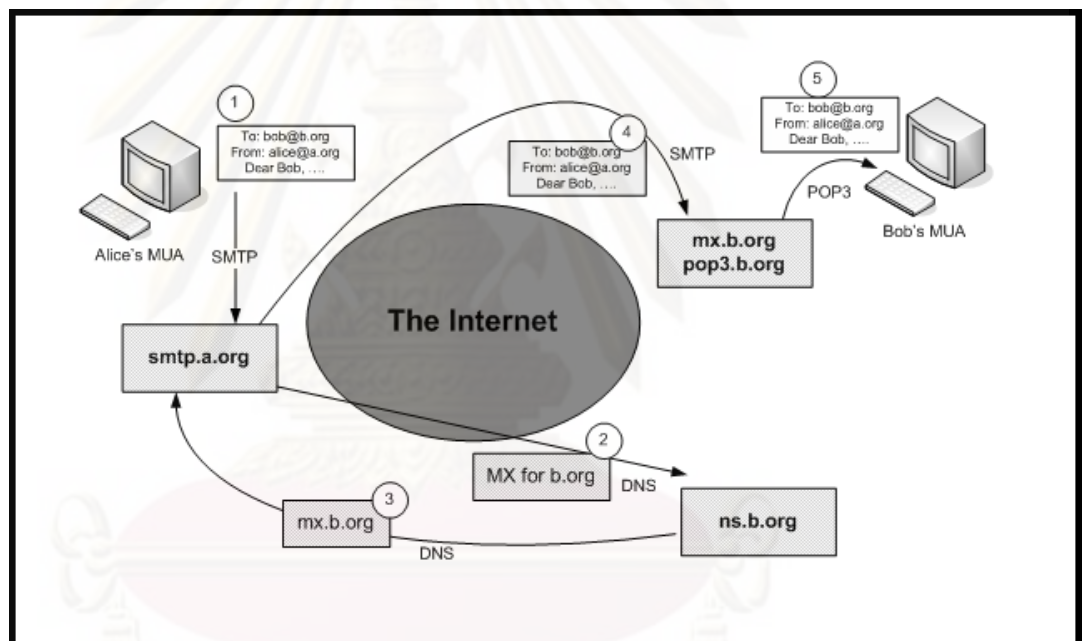 1
To: bob@b.org
From: alice@a.org
Dear Bob, ....
Alice's MUA
SMTP
smtp.a.org
The Internet
4
To: bob@b.org
From: alice@a.org
Dear Bob, ....
SMTP
mx.b.org
pop3.b.org
5
To: bob@b.org
From: alice@a.org
Dear Bob, ....
POP3
Bob's MUA
2
MX for b.org
DNS
ns.b.org
3
mx.b.org
DNS